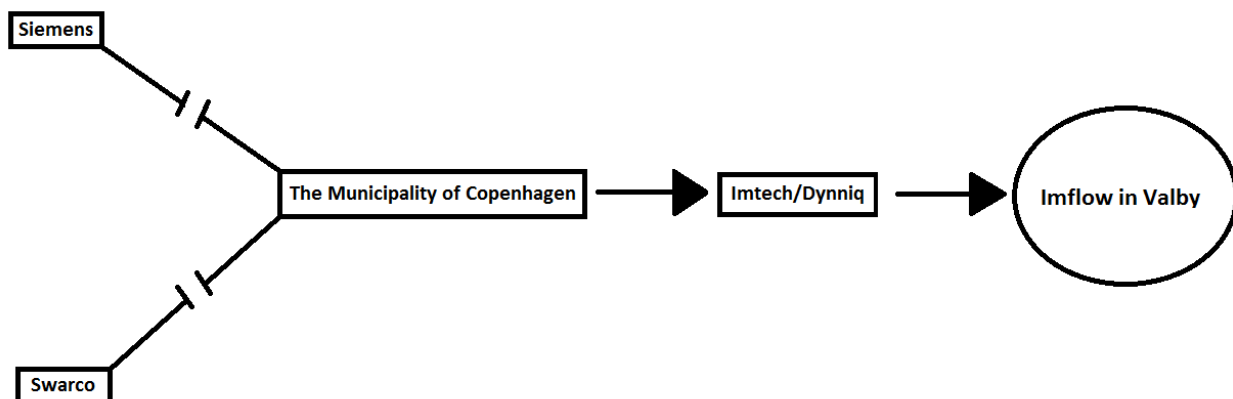 Siemens
The Municipality of Copenhagen
Imtech/Dynniq
Imflow in Valby
Swarco